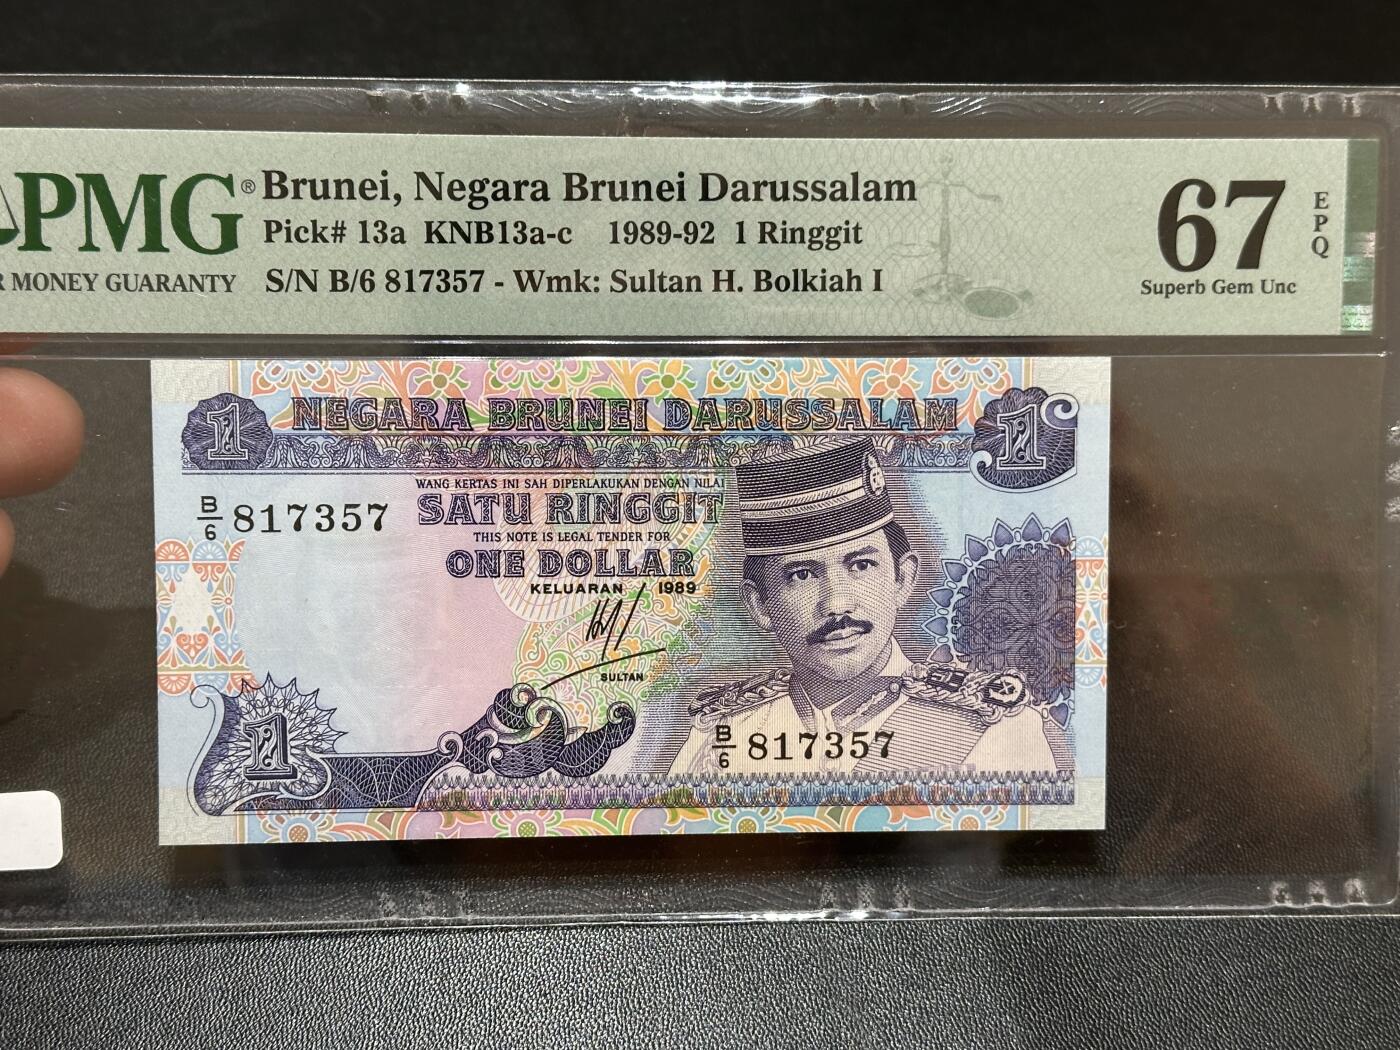 PMG®
Brunei, Negara Brunei Darussalam
Pick# 13a KNB13a-c 1989-92 1 Ringgit
MONEY GUARANTY
S/N B/6 817357 - Wmk: Sultan H. Bolkiah I
67
EPQ
Superb Gem Unc
1 NEGARA BRUNEI DARUSSALAM 1
WANG KERTAS INI SAH DIPERLAKUKAN DENGAN NILAI
B/6 817357
SATU RINGGIT
THIS NOTE IS LEGAL TENDER FOR
ONE DOLLAR
KELUARAN 1989
SULTAN
1
B/6 817357